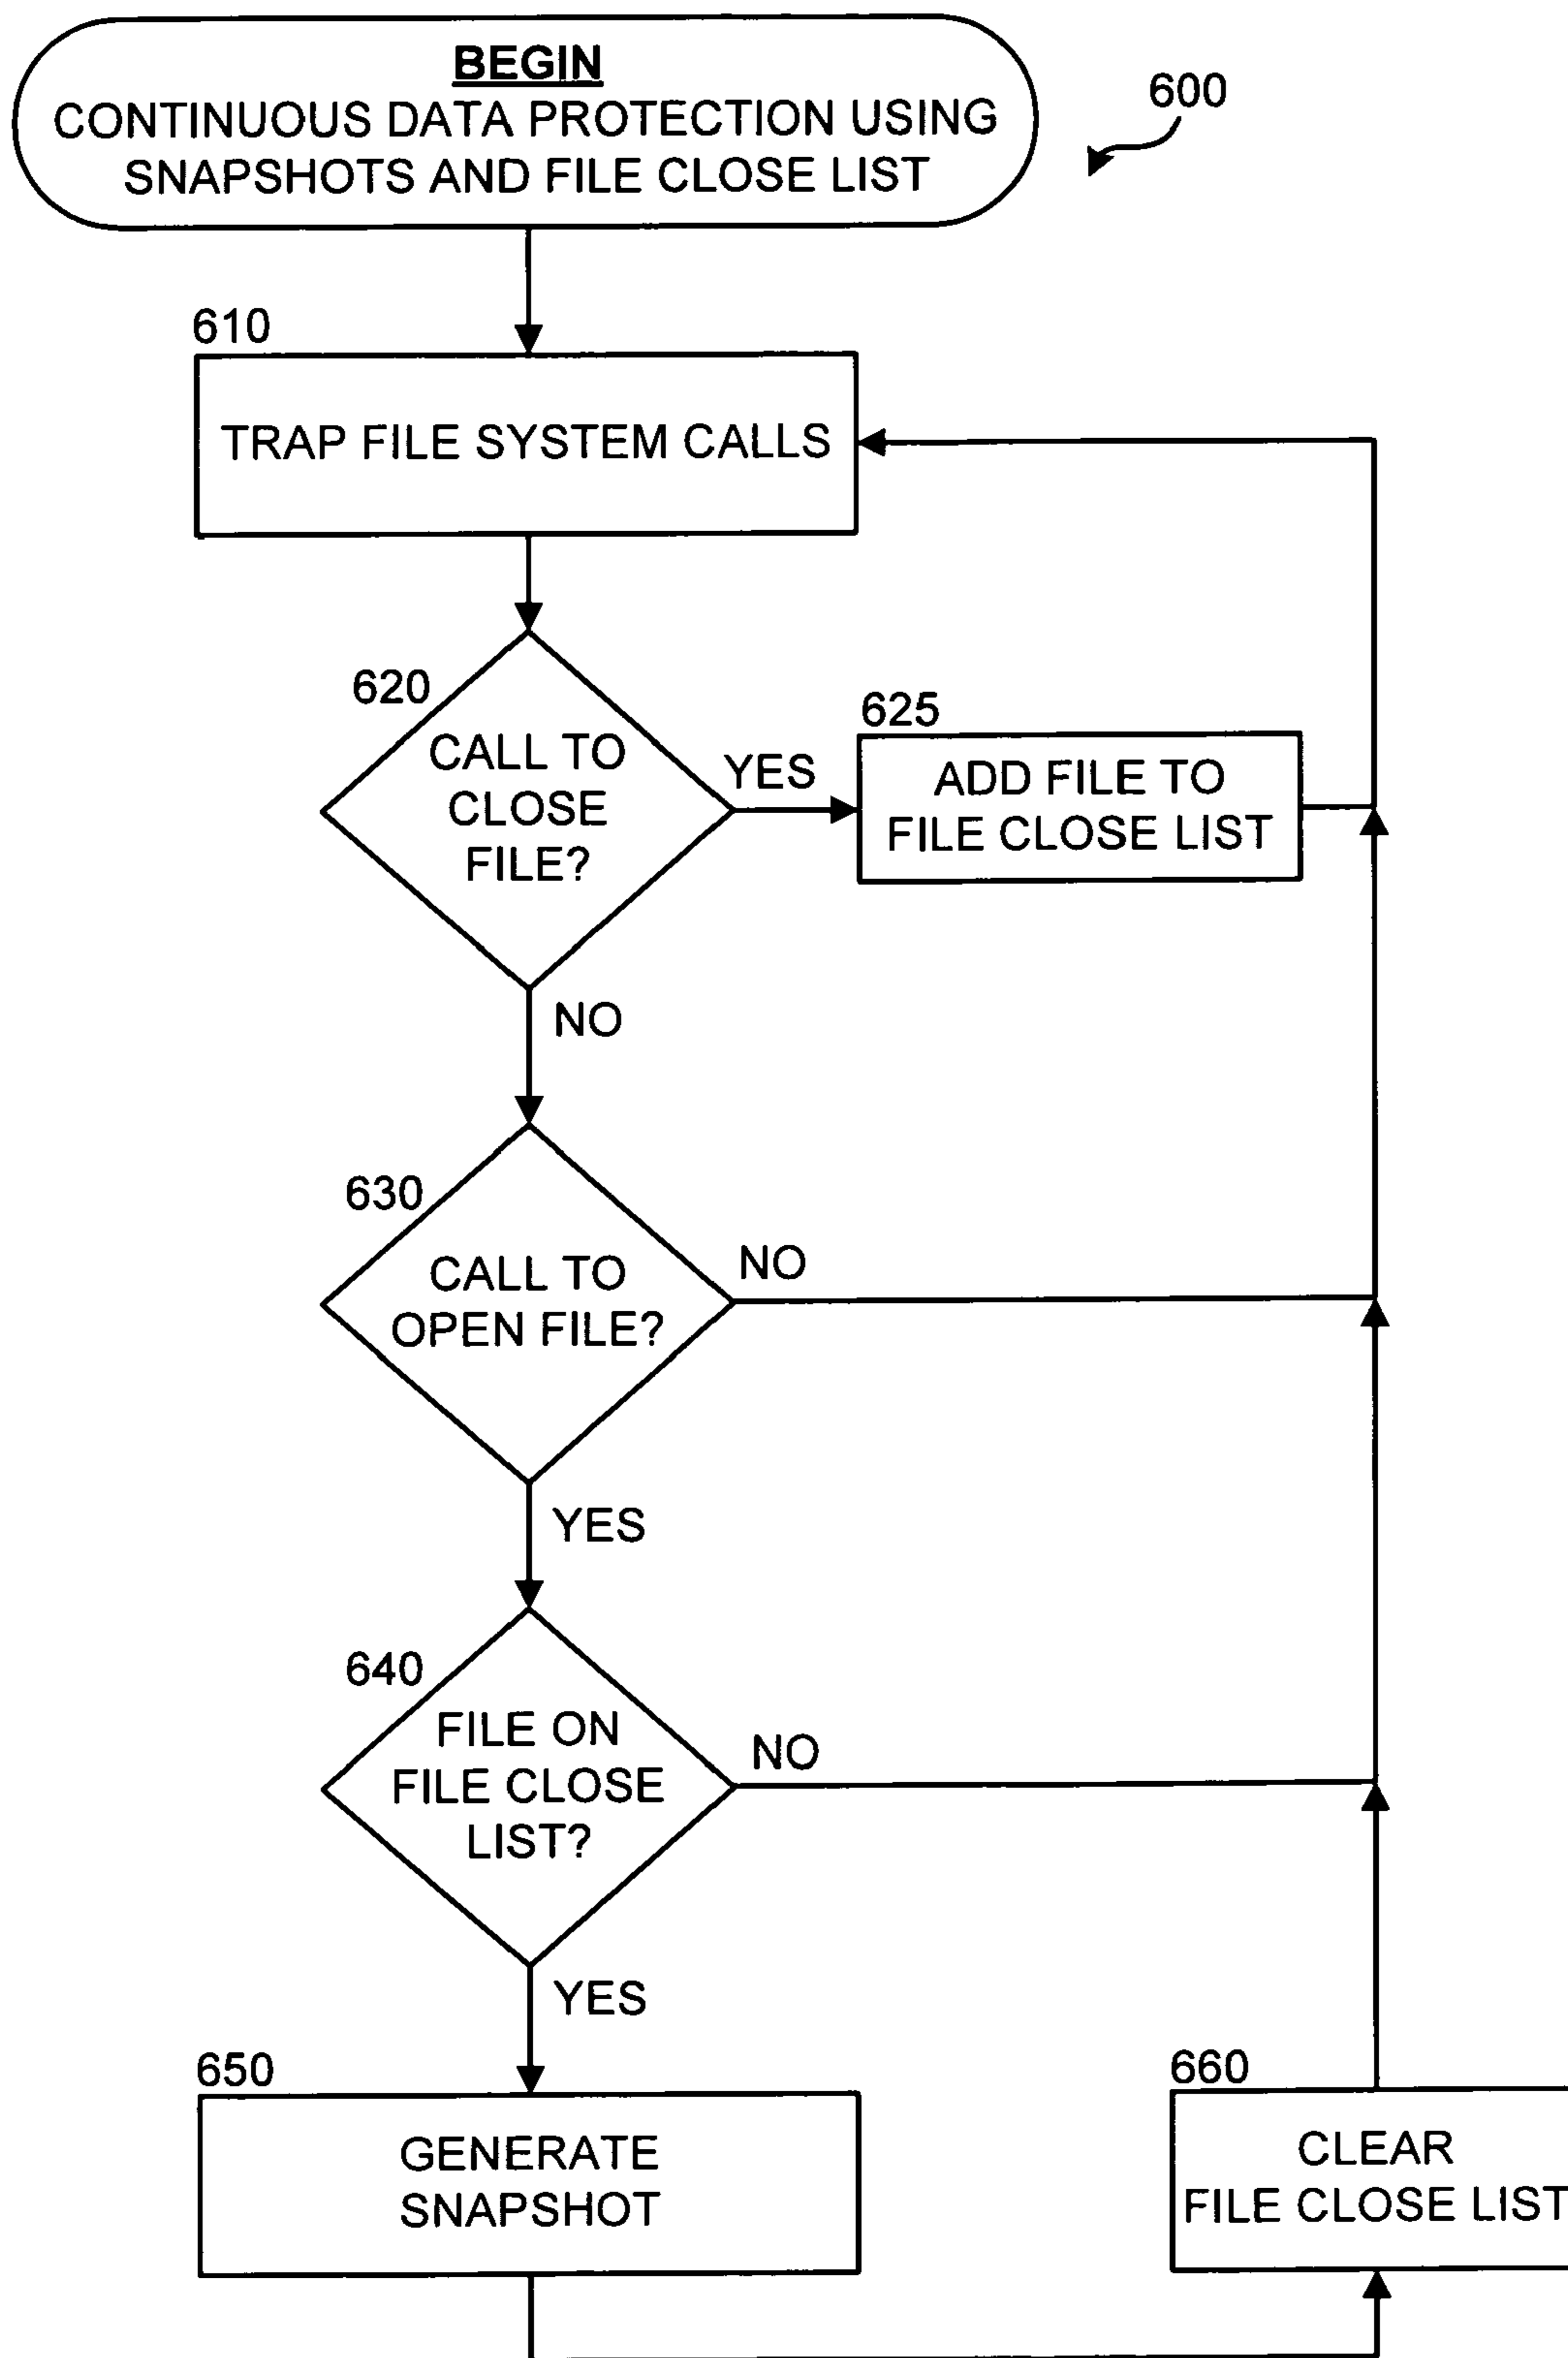 BEGIN
CONTINUOUS DATA PROTECTION USING
SNAPSHOTS AND FILE CLOSE LIST
600
610
TRAP FILE SYSTEM CALLS
620
CALL TO
CLOSE
FILE?
YES
625
ADD FILE TO
FILE CLOSE LIST
NO
630
CALL TO
OPEN FILE?
NO
YES
640
FILE ON
FILE CLOSE
LIST?
NO
YES
650
GENERATE
SNAPSHOT
660
CLEAR
FILE CLOSE LIST